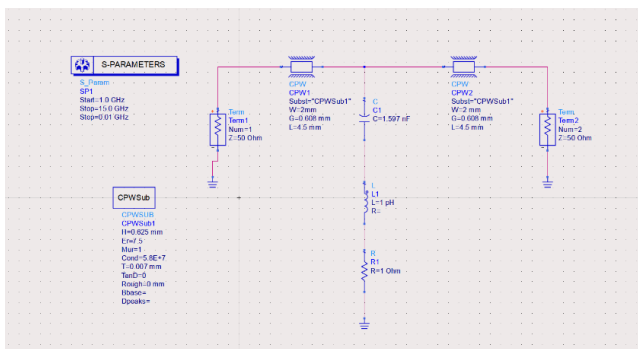 S-PARAMETERS
S_Param
SP1
Start=1.0 GHz
Stop=15.0 GHz
Stop=0.01 GHz
CPW
CPW1
Subst="CPWSub1"
W=2mm
G=0.608 mm
L=4.5 mm
CPW
CPW2
Subst="CPWSub1"
W=2 mm
G=0.608 mm
L=4.5 mm
C
C1
C=1.597 nF
Term
Term1
Num=1
Z=50 Ohm
Term
Term2
Num=2
Z=50 Ohm
L
L1
L=1 pH
R=
CPWSub
CPWSUB
CPWSub1
H=0.625 mm
Er=7.5
Mur=1
Cond=5.8E+7
T=0.007 mm
TanD=0
Rough=0 mm
Bbase=
Dpeaks=
R
R1
R=1 Ohm